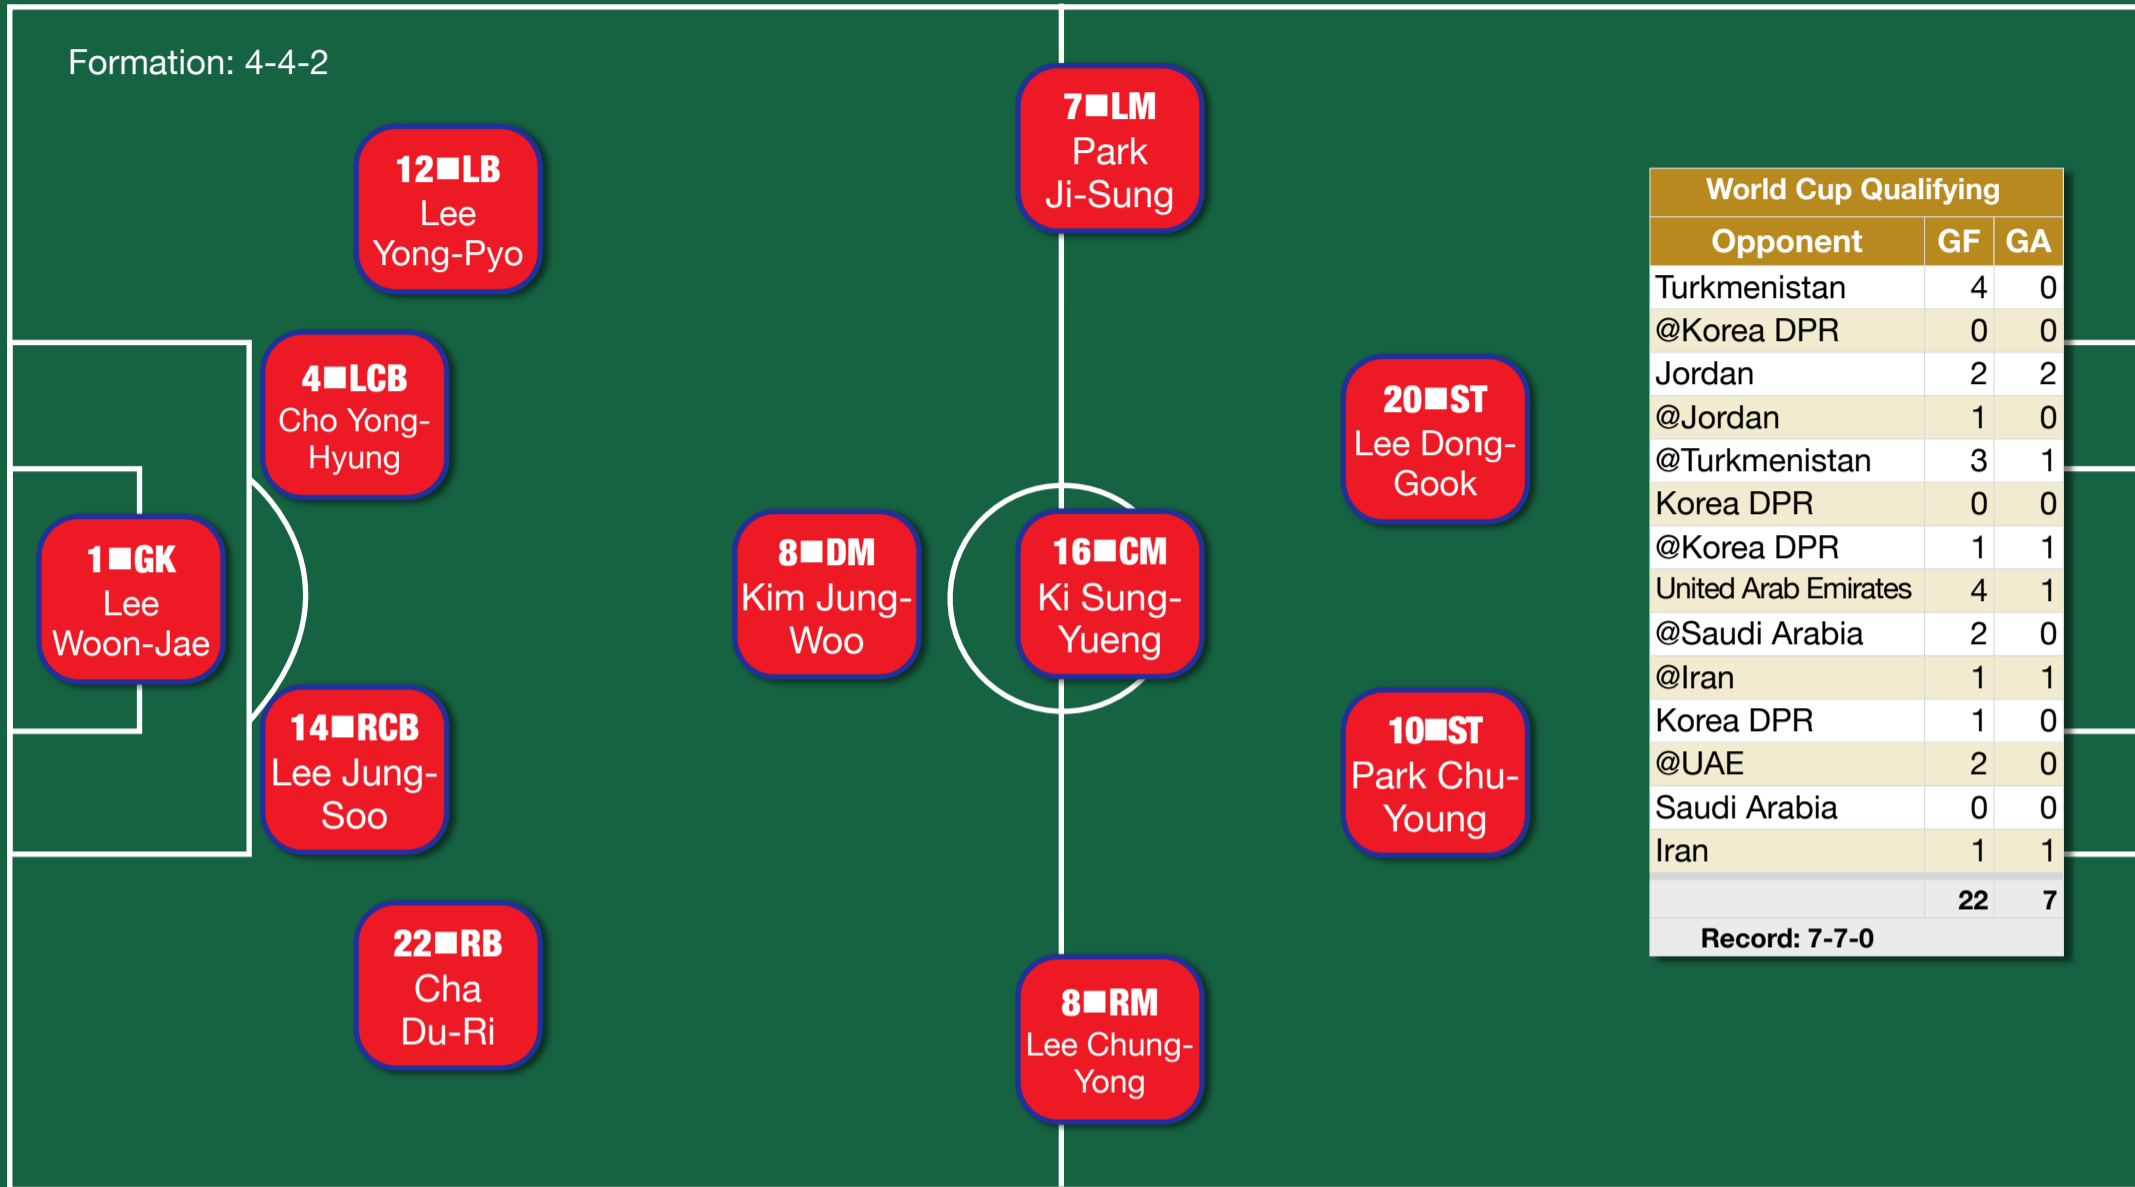 Formation: 4-4-2
12■LB
Lee
Yong-Pyo
4■LCB
Cho Yong-
Hyung
1■GK
Lee
Woon-Jae
14■RCB
Lee Jung-
Soo
22■RB
Cha
Du-Ri
8■DM
Kim Jung-
Woo
7■LM
Park
Ji-Sung
16■CM
Ki Sung-
Yueng
8■RM
Lee Chung-
Yong
20■ST
Lee Dong-
Gook
10■ST
Park Chu-
Young
World Cup Qualifying
Opponent GF GA
Turkmenistan 4 0
@Korea DPR 0 0
Jordan 2 2
@Jordan 1 0
@Turkmenistan 3 1
Korea DPR 0 0
@Korea DPR 1 1
United Arab Emirates 4 1
@Saudi Arabia 2 0
@Iran 1 1
Korea DPR 1 0
@UAE 2 0
Saudi Arabia 0 0
Iran 1 1
22 7
Record: 7-7-0